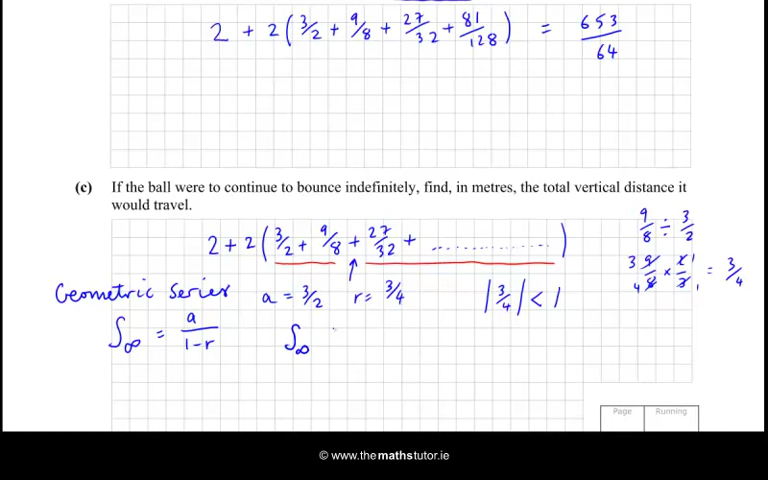 2 + 2(3/2 + 9/8 + 27/32 + 81/128) = 653/64
(c) If the ball were to continue to bounce indefinitely, find, in metres, the total vertical distance it
would travel.
9/8 ÷ 3/2
2 + 2(3/2 + 9/8 + 27/32 + ................)
3 9/4 8 × 2 1/3 1 = 3/4
Geometric Series a = 3/2 r = 3/4 |3/4| < 1
S∞ = a/1-r S∞
Page Running
© www.themathstutor.ie